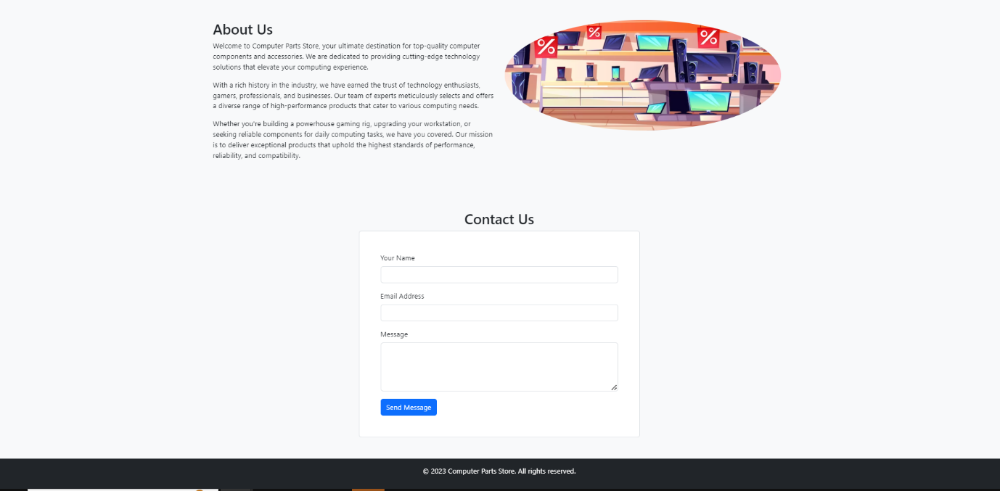 About Us
Welcome to Computer Parts Store, your ultimate destination for top-quality computer
components and accessories. We are dedicated to providing cutting-edge technology
solutions that elevate your computing experience.
With a rich history in the industry, we have earned the trust of technology enthusiasts,
gamers, professionals, and businesses. Our team of experts meticulously selects and offers
a diverse range of high-performance products that cater to various computing needs.
Whether you're building a powerhouse gaming rig, upgrading your workstation, or
seeking reliable components for daily computing tasks, we have you covered. Our mission
is to deliver exceptional products that uphold the highest standards of performance,
reliability, and compatibility.
%
%
%
Contact Us
Your Name
Email Address
Message
Send Message
© 2023 Computer Parts Store. All rights reserved.